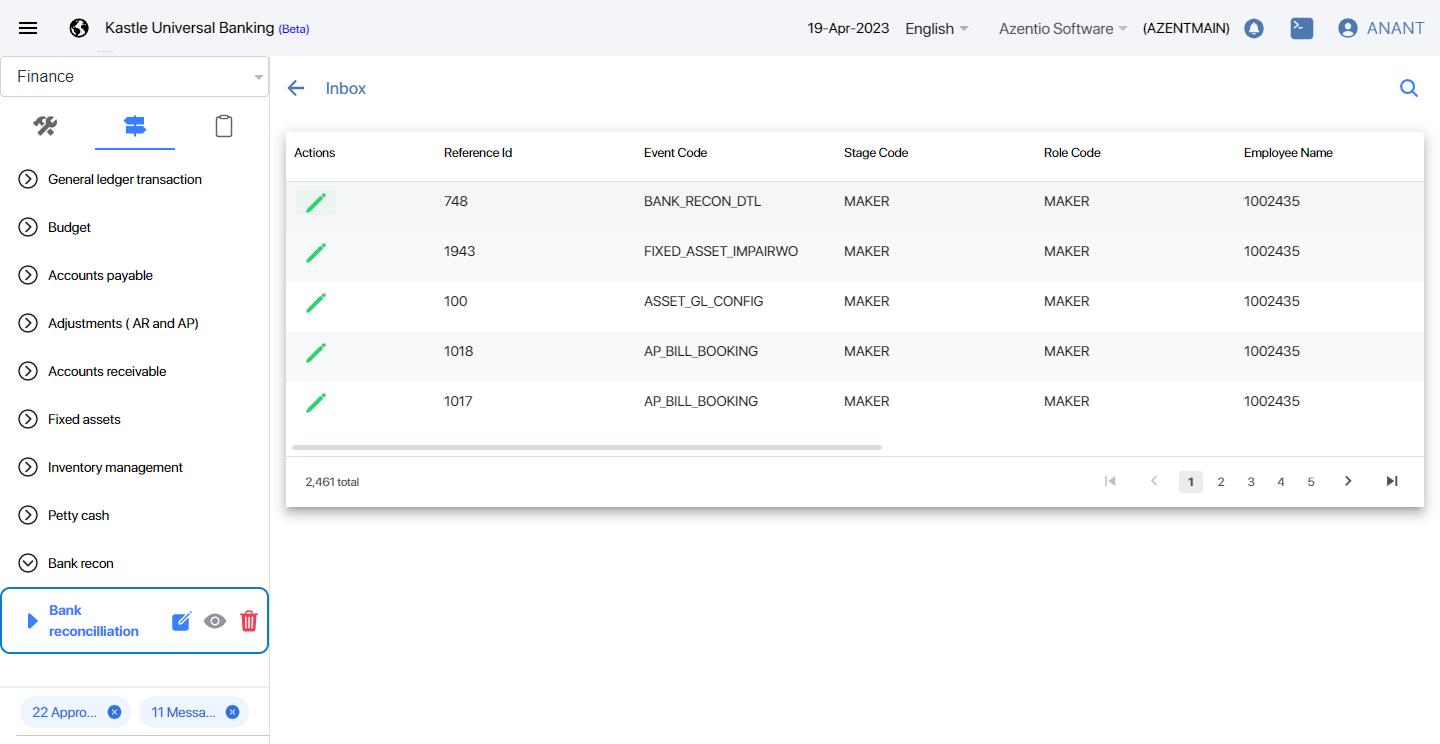 Kastle Universal Banking (Beta)
19-Apr-2023
English
Azentio Software
(AZENTMAIN)
ANANT
Finance
General ledger transaction
Budget
Accounts payable
Adjustments ( AR and AP)
Accounts receivable
Fixed assets
Inventory management
Petty cash
Bank recon
Bank
reconcilliation
22 Appro...
11 Messa...
Inbox
Actions Reference Id Event Code Stage Code Role Code Employee Name
748 BANK_RECON_DTL MAKER MAKER 1002435
1943 FIXED_ASSET_IMPAIRWO MAKER MAKER 1002435
100 ASSET_GL_CONFIG MAKER MAKER 1002435
1018 AP_BILL_BOOKING MAKER MAKER 1002435
1017 AP_BILL_BOOKING MAKER MAKER 1002435
2,461 total
1 2 3 4 5